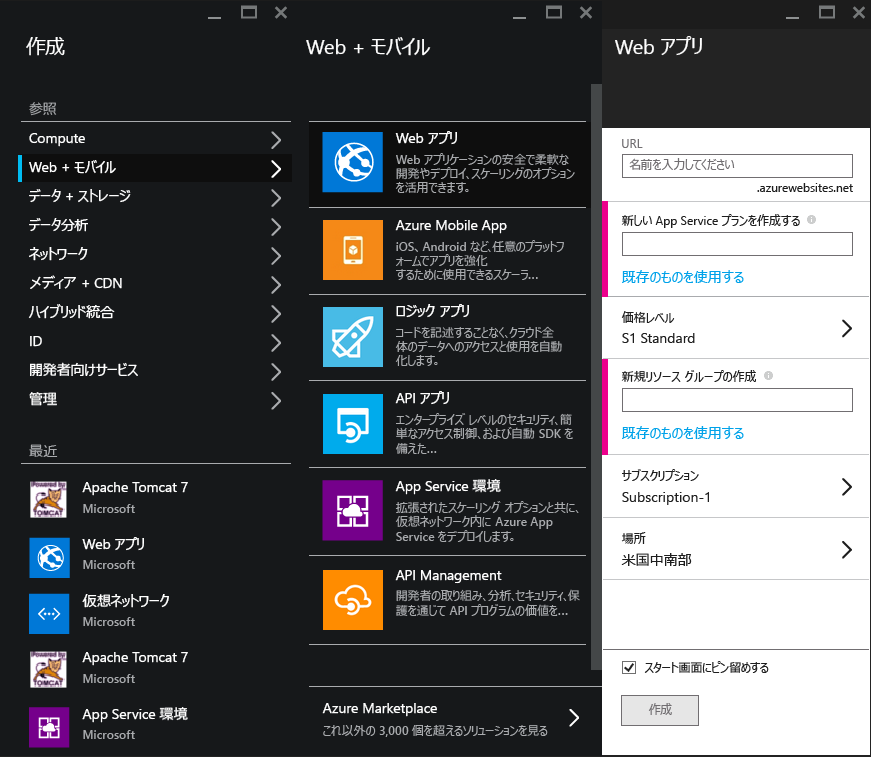 作成
参照
Compute
Web + モバイル
データ + ストレージ
データ分析
ネットワーク
メディア + CDN
ハイブリッド統合
ID
開発者向けサービス
管理
最近
Apache Tomcat 7
Microsoft
Web アプリ
Microsoft
仮想ネットワーク
Microsoft
Apache Tomcat 7
Microsoft
App Service 環境
Microsoft
Web + モバイル
Web アプリ
Web アプリケーションの安全で柔軟な
開発やデプロイ、スケーリングのオプション
を活用できます。
Azure Mobile App
iOS、Android など、任意のプラットフ
ォームでアプリを強化
するために使用できるスケーラ...
ロジック アプリ
コードを記述することなく、クラウド全
体のデータへのアクセスと使用を自動
化します。
API アプリ
エンタープライズ レベルのセキュリティ、簡
単なアクセス制御、および自動 SDK を
備えた...
App Service 環境
拡張されたスケーリング オプションと共に、
仮想ネットワーク内に Azure App
Service をデプロイします。
API Management
開発者の取り組み、分析、セキュリティ、保
護を通じて API プログラムの価値を...
Azure Marketplace
これ以外の 3,000 個を超えるソリューションを見る
Web アプリ
URL
名前を入力してください
.azurewebsites.net
新しい App Service プランを作成する
既存のものを使用する
価格レベル
S1 Standard
新規リソース グループの作成
既存のものを使用する
サブスクリプション
Subscription-1
場所
米国中南部
スタート画面にピン留めする
作成